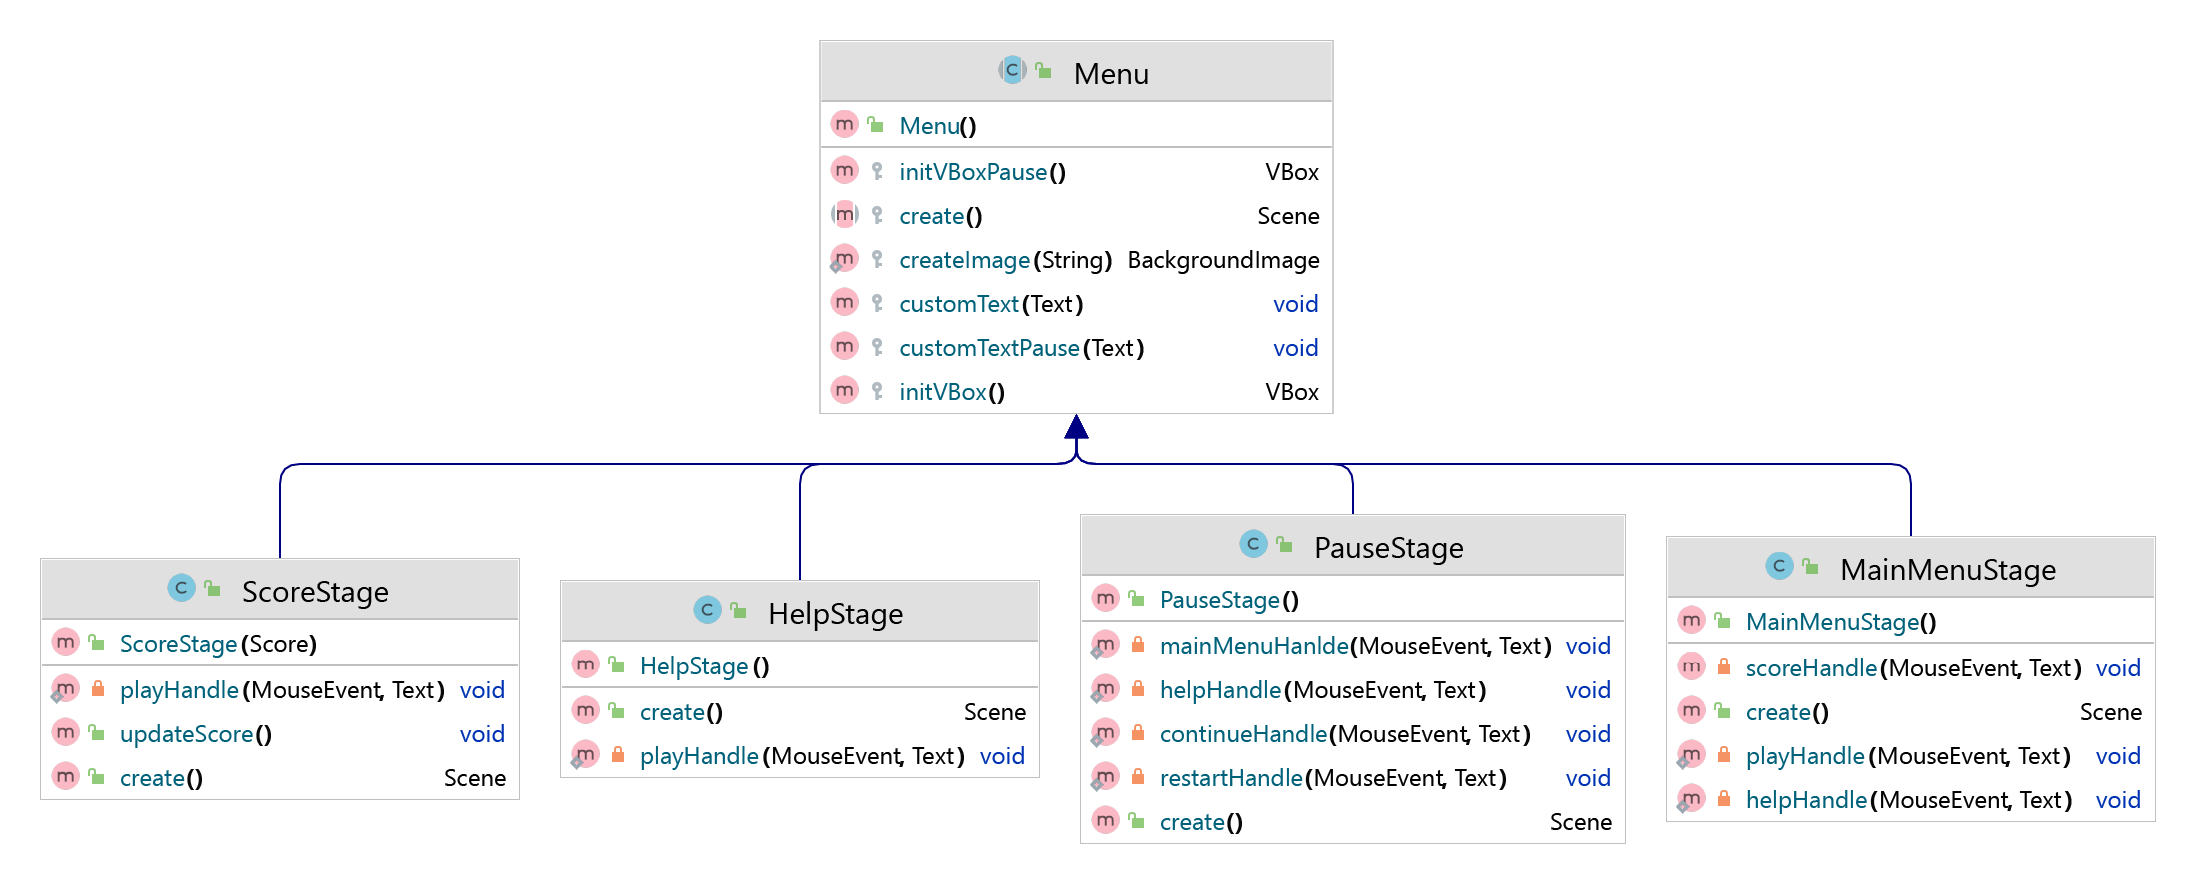 Menu
Menu()
initVBoxPause() VBox
create() Scene
createImage(String) BackgroundImage
customText(Text) void
customTextPause(Text) void
initVBox() VBox
ScoreStage
ScoreStage(Score)
playHandle(MouseEvent, Text) void
updateScore() void
create() Scene
HelpStage
HelpStage()
create() Scene
playHandle(MouseEvent, Text) void
PauseStage
PauseStage()
mainMenuHanlde(MouseEvent, Text) void
helpHandle(MouseEvent, Text) void
continueHandle(MouseEvent, Text) void
restartHandle(MouseEvent, Text) void
create() Scene
MainMenuStage
MainMenuStage()
scoreHandle(MouseEvent, Text) void
create() Scene
playHandle(MouseEvent, Text) void
helpHandle(MouseEvent, Text) void